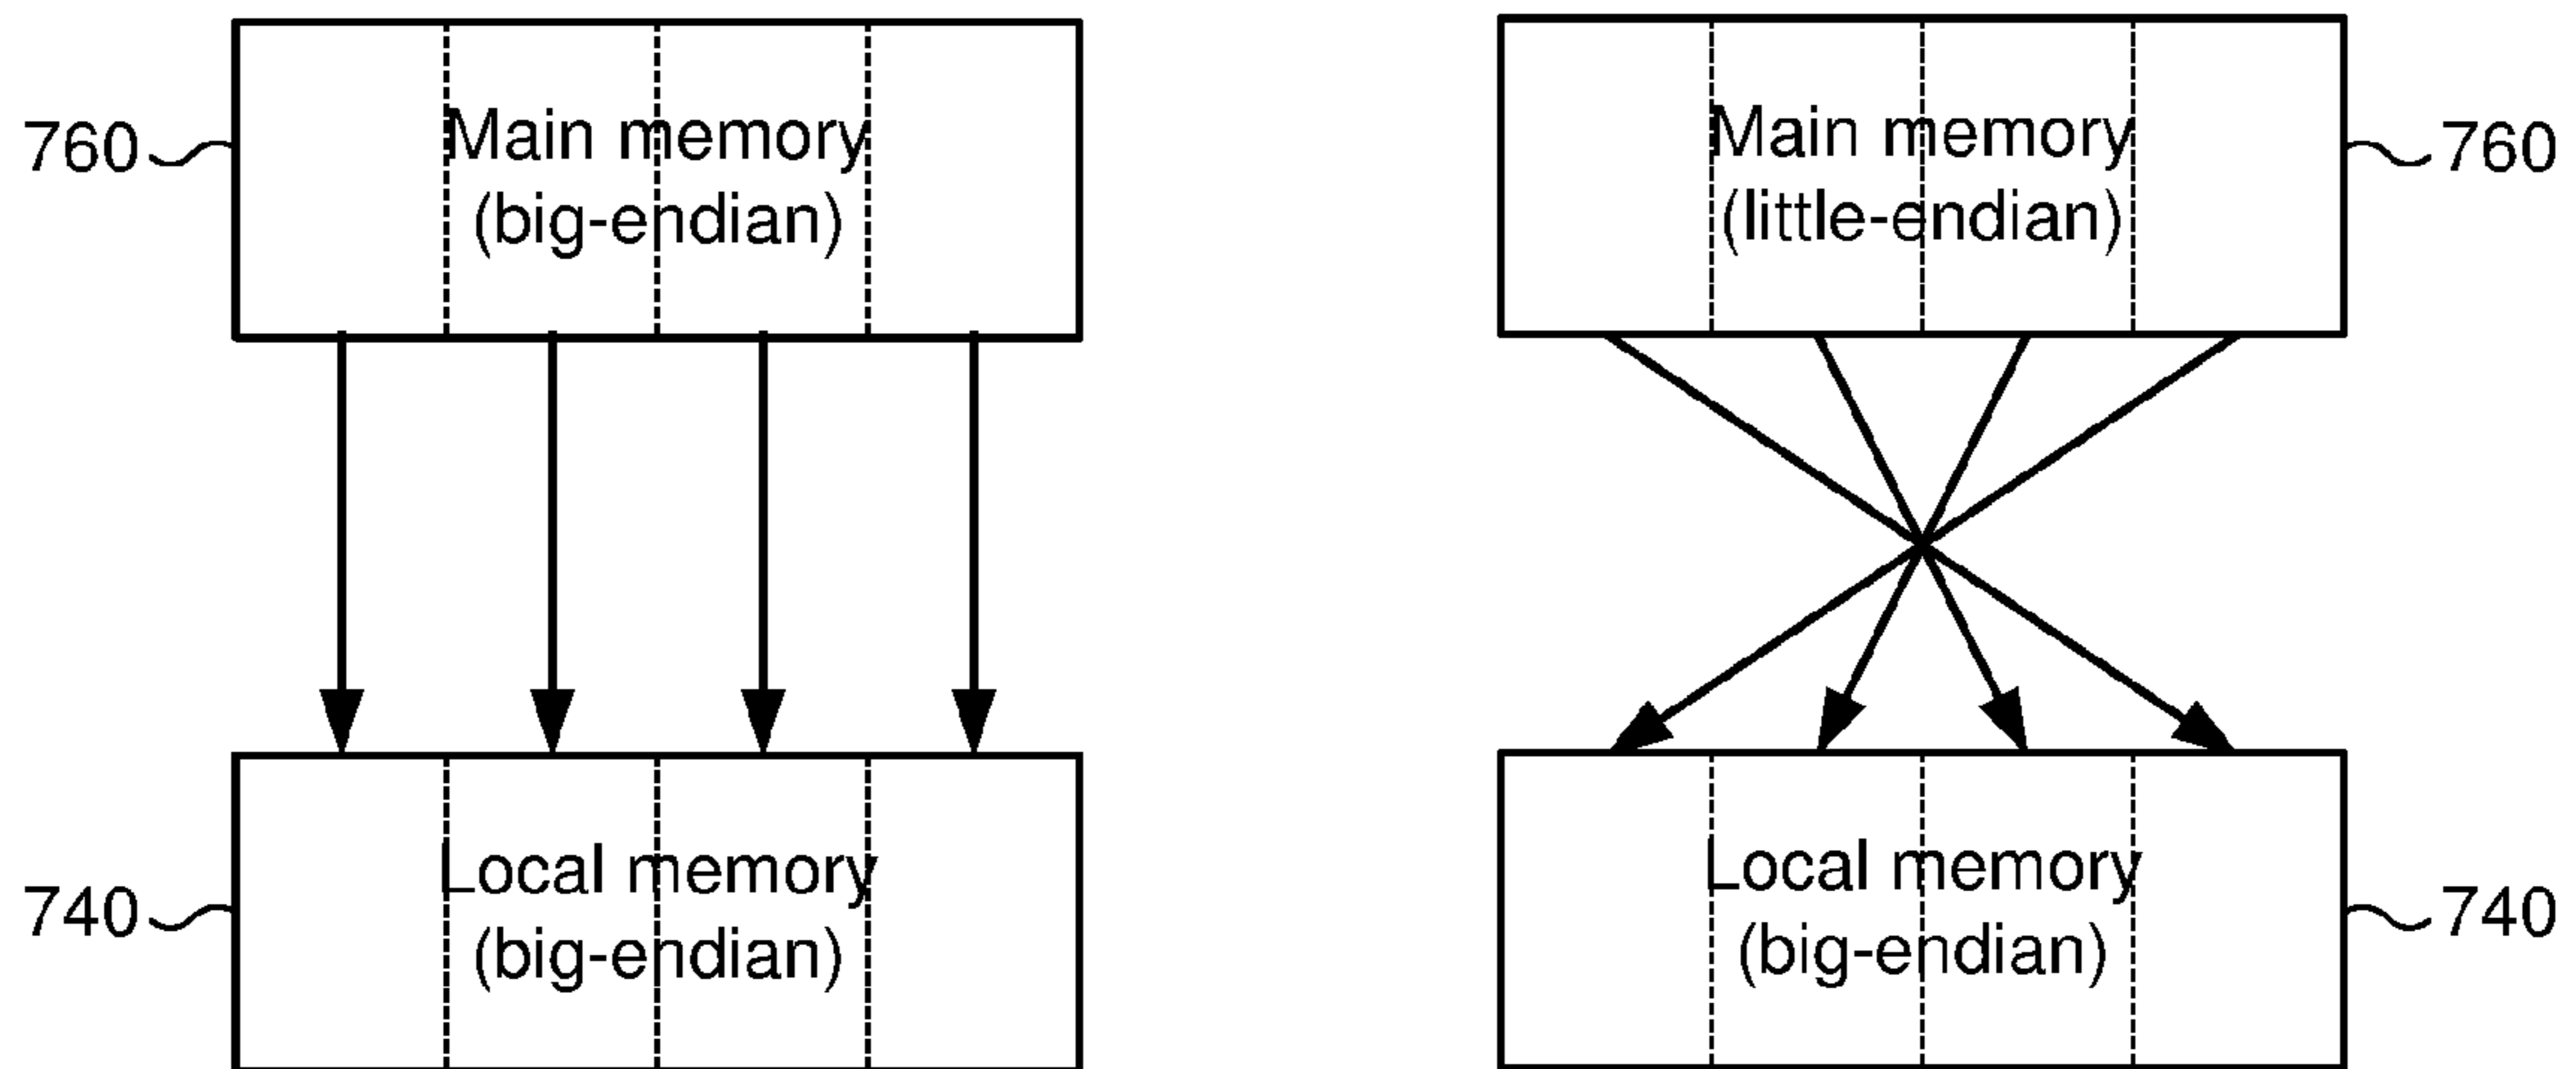 Main memory
(big-endian)
760
Local memory
(big-endian)
740
Main memory
(little-endian)
760
Local memory
(big-endian)
740